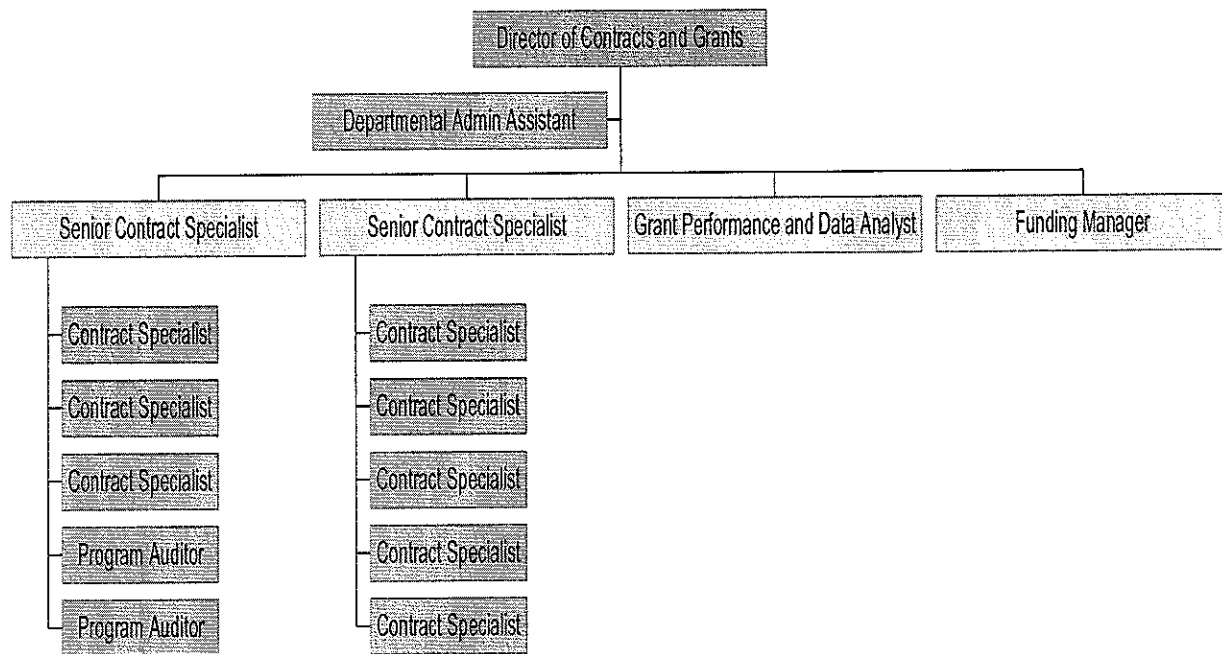 Director of Contracts and Grants
Departmental Admin Assistant
Senior Contract Specialist
Senior Contract Specialist
Grant Performance and Data Analyst
Funding Manager
Contract Specialist
Contract Specialist
Contract Specialist
Program Auditor
Program Auditor
Contract Specialist
Contract Specialist
Contract Specialist
Contract Specialist
Contract Specialist